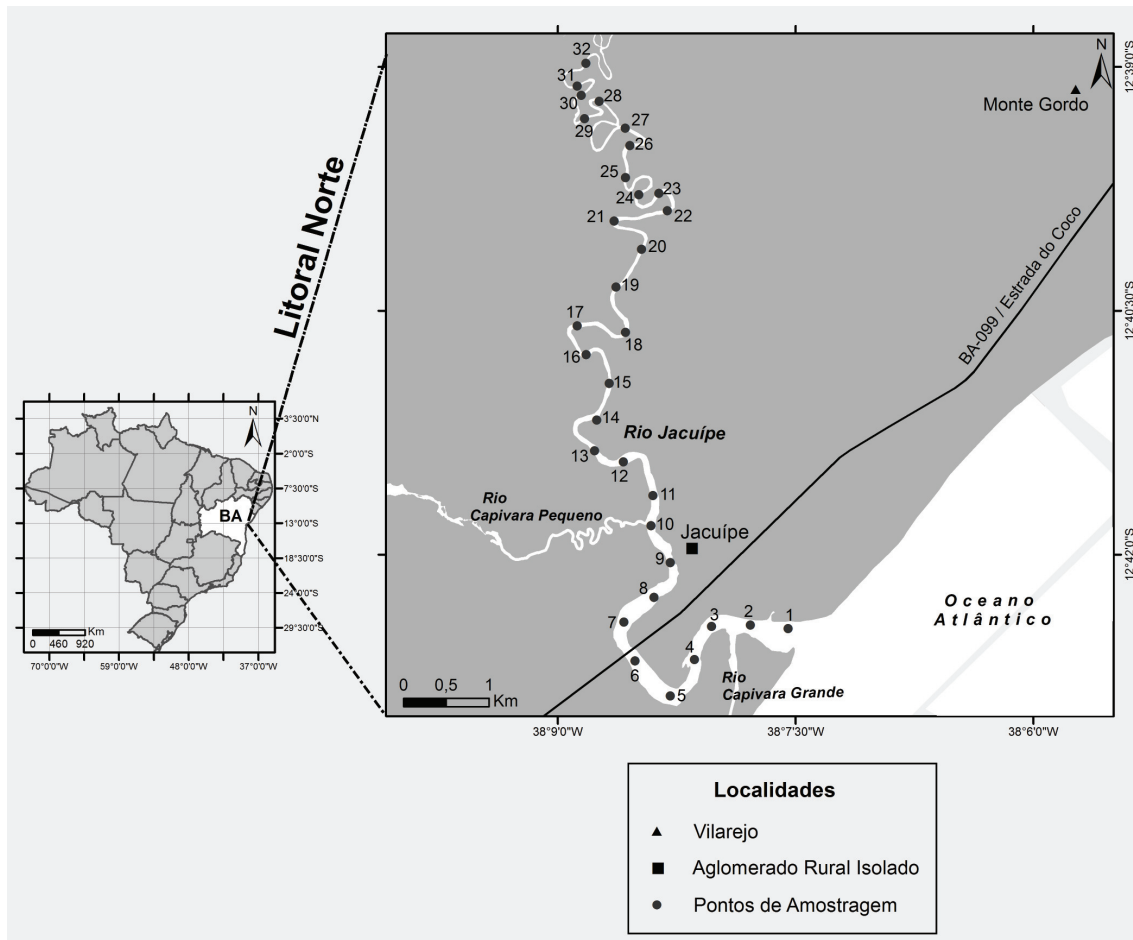 Litoral Norte
N
3°30'0"N
2°0'0"S
7°30'0"S
13°0'0"S
18°30'0"S
24°0'0"S
29°30'0"S
BA
Km
0 460 920
70°0'0"W 59°0'0"W 48°0'0"W 37°0'0"W
N
Monte Gordo
12°39'0"S
12°40'30"S
12°42'0"S
32
31
30
28
29
27
26
25
24
23
22
21
20
19
17
18
16
15
14
Rio Jacuípe
13
12
11
Rio
Capivara Pequeno
10
Jacuípe
9
8
7
6
5
4
3
2
1
BA-099 / Estrada do Coco
Oceano
Atlântico
Rio
Capivara Grande
0 0,5 1
Km
38°9'0"W 38°7'30"W 38°6'0"W
Localidades
Vilarejo
Aglomerado Rural Isolado
Pontos de Amostragem